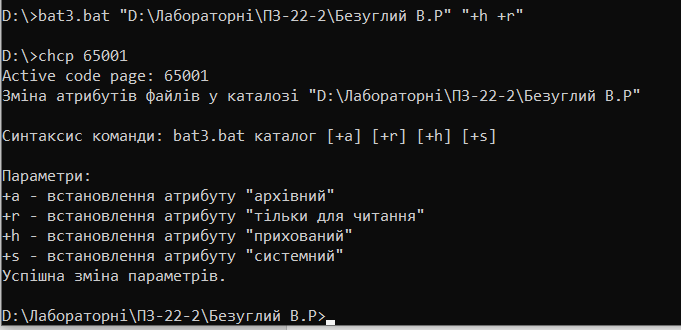 D:\>bat3.bat "D:\Лабораторні\ПЗ-22-2\Безуглий В.Р" "+h +r"
D:\>chcp 65001
Active code page: 65001
Зміна атрибутів файлів у каталозі "D:\Лабораторні\ПЗ-22-2\Безуглий В.Р"
Синтаксис команди: bat3.bat каталог [+a] [+r] [+h] [+s]
Параметри:
+a - встановлення атрибуту "архівний"
+r - встановлення атрибуту "тільки для читання"
+h - встановлення атрибуту "прихований"
+s - встановлення атрибуту "системний"
Успішна зміна параметрів.
D:\Лабораторні\ПЗ-22-2\Безуглий В.Р>